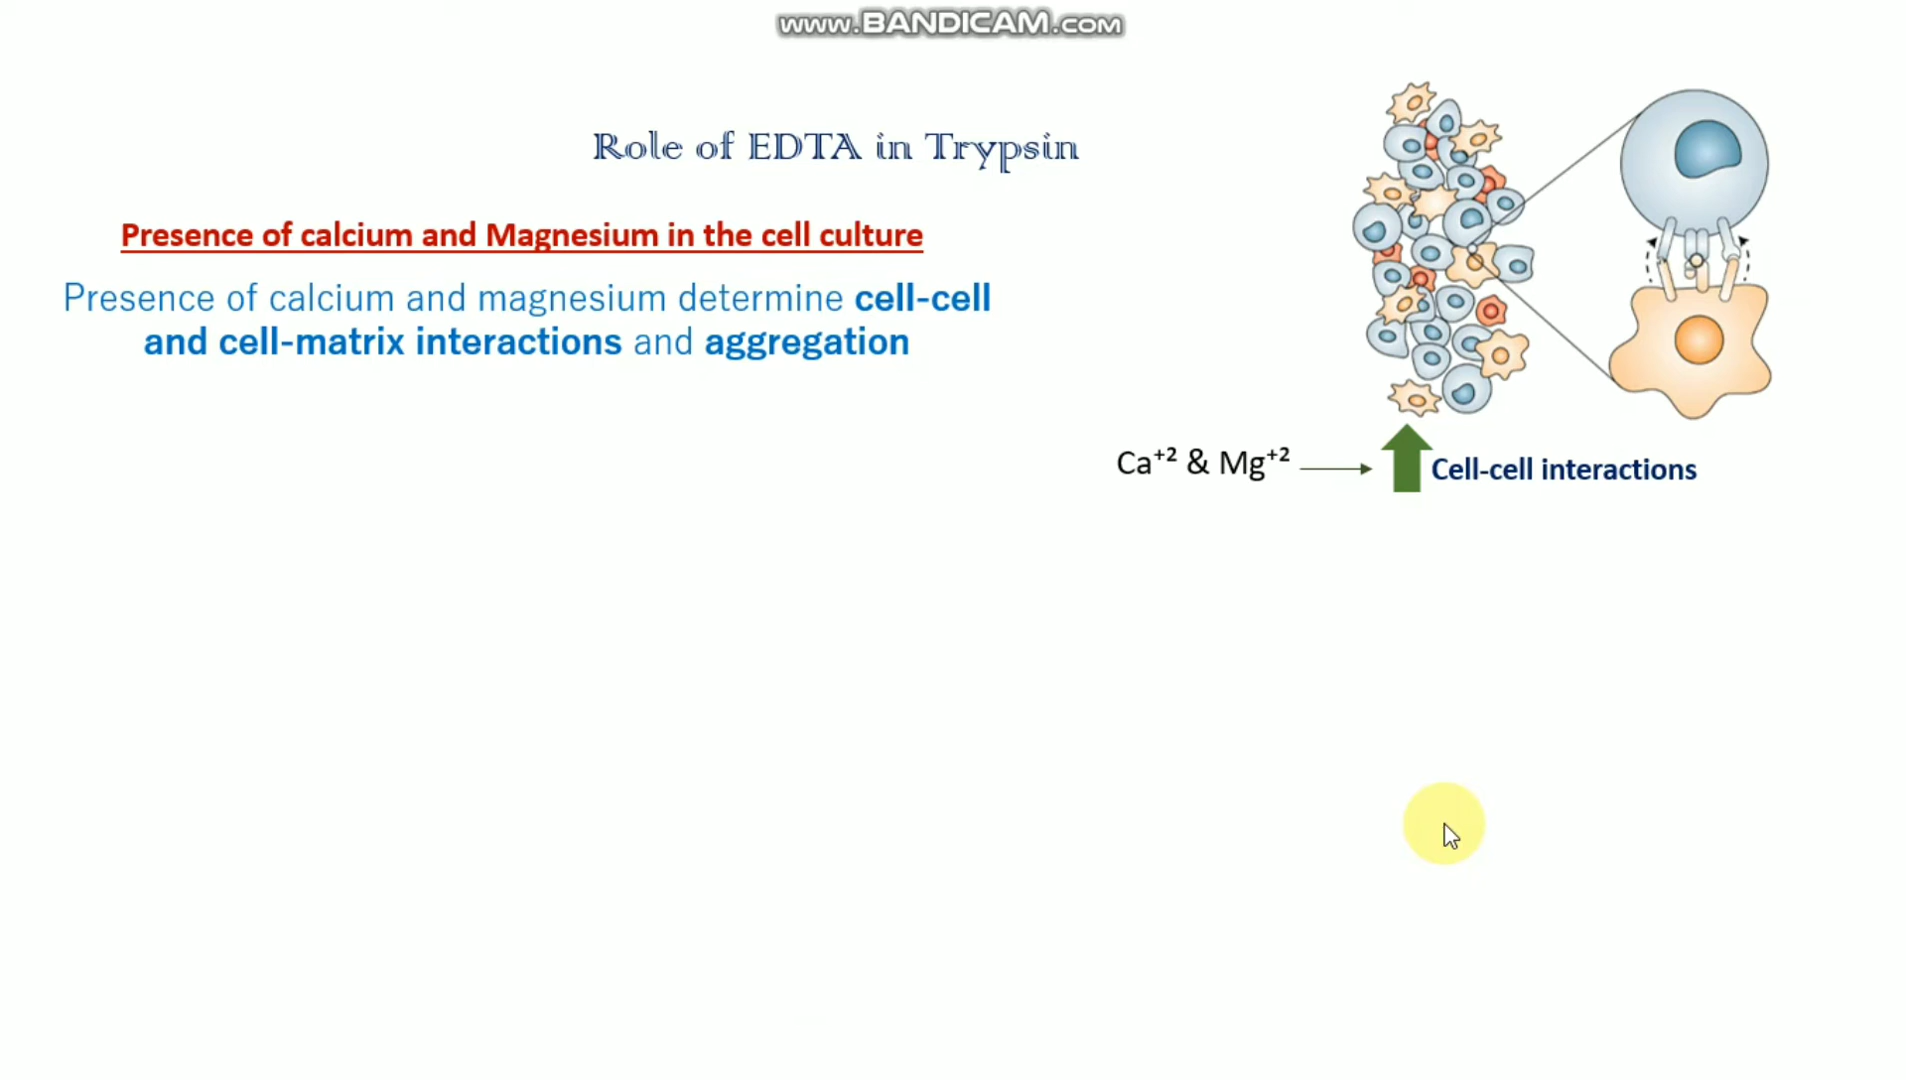 www.BANDICAM.com
Role of EDTA in Trypsin
Presence of calcium and Magnesium in the cell culture
Presence of calcium and magnesium determine cell-cell
and cell-matrix interactions and aggregation
Ca⁺² & Mg⁺²
Cell-cell interactions